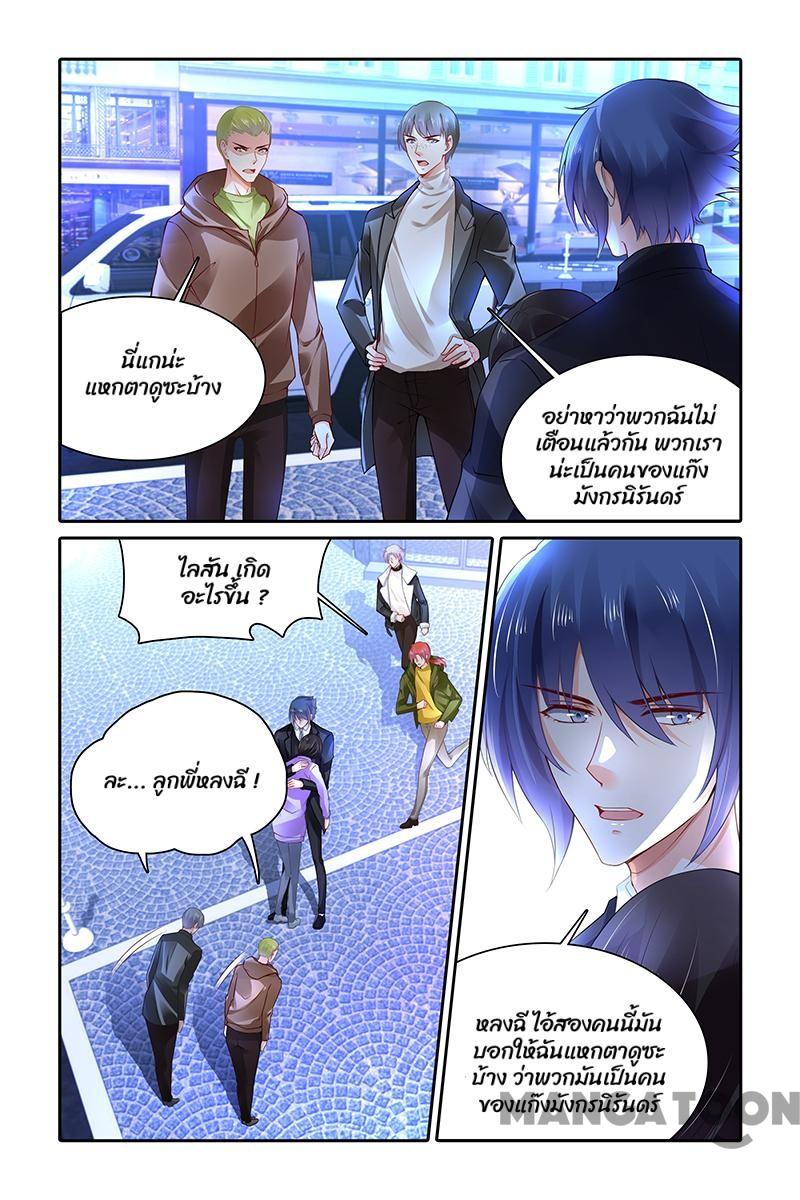 นี่แกน่ะ
แหกตาดูซะบ้าง
อย่าหาว่าพวกฉันไม่
เตือนแล้วกัน พวกเรา
น่ะเป็นคนของแก๊ง
มังกรนิรันดร์
ไลสัน เกิด
อะไรขึ้น ?
ละ... ลูกพี่หลงฉี !
หลงฉี ไอ้สองคนนี้มัน
บอกให้ฉันแหกตาดูซะ
บ้าง ว่าพวกมันเป็นคน
ของแก๊งมังกรนิรันดร์
MANGATOON